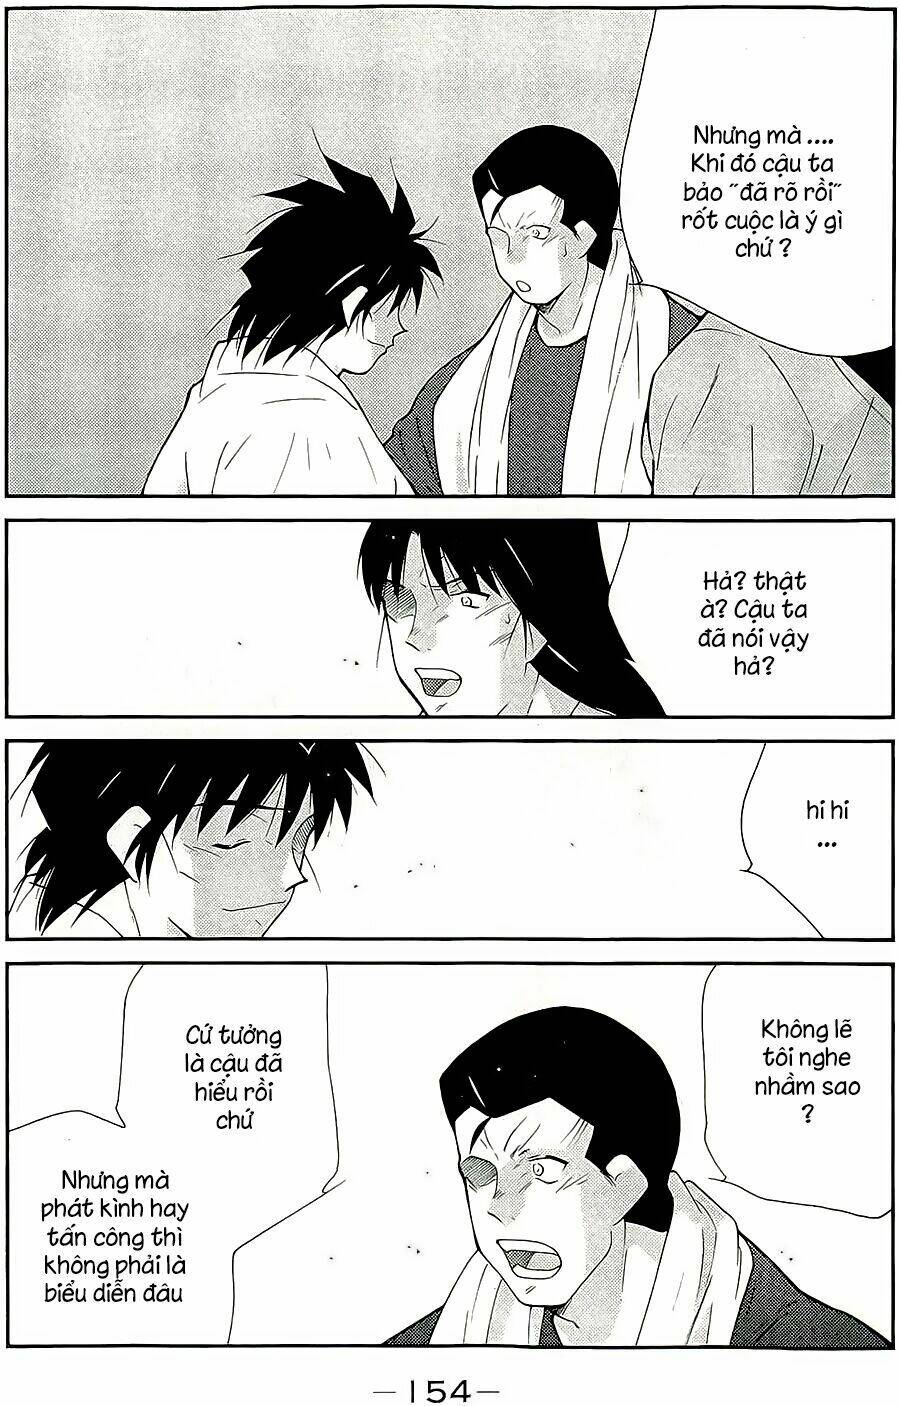 Nhưng mà ....
Khi đó cậu ta
bảo "đã rõ rồi"
rốt cuộc là ý gì
chứ ?
Hả? thật
à? Cậu ta
đã nói vậy
hả?
hi hi
...
Không lẽ
tôi nghe
nhầm sao
?
Cứ tưởng
là cậu đã
hiểu rồi
chứ
Nhưng mà
phát kình hay
tấn công thì
không phải là
biểu diễn đâu
— 154 —